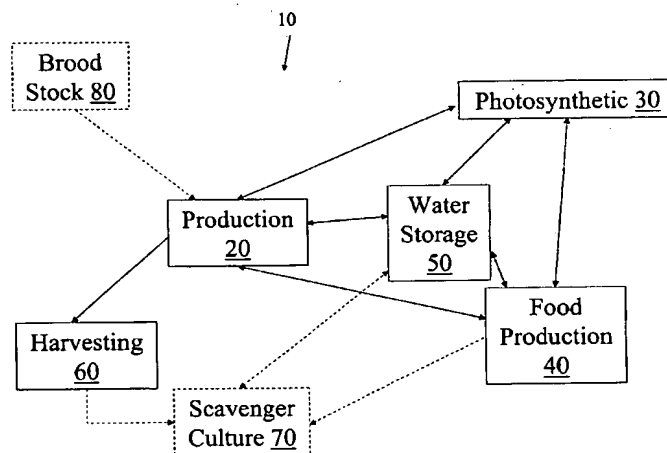 10
Brood
Stock 80
Photosynthetic 30
Production
20
Water
Storage
50
Food
Production
40
Harvesting
60
Scavenger
Culture 70